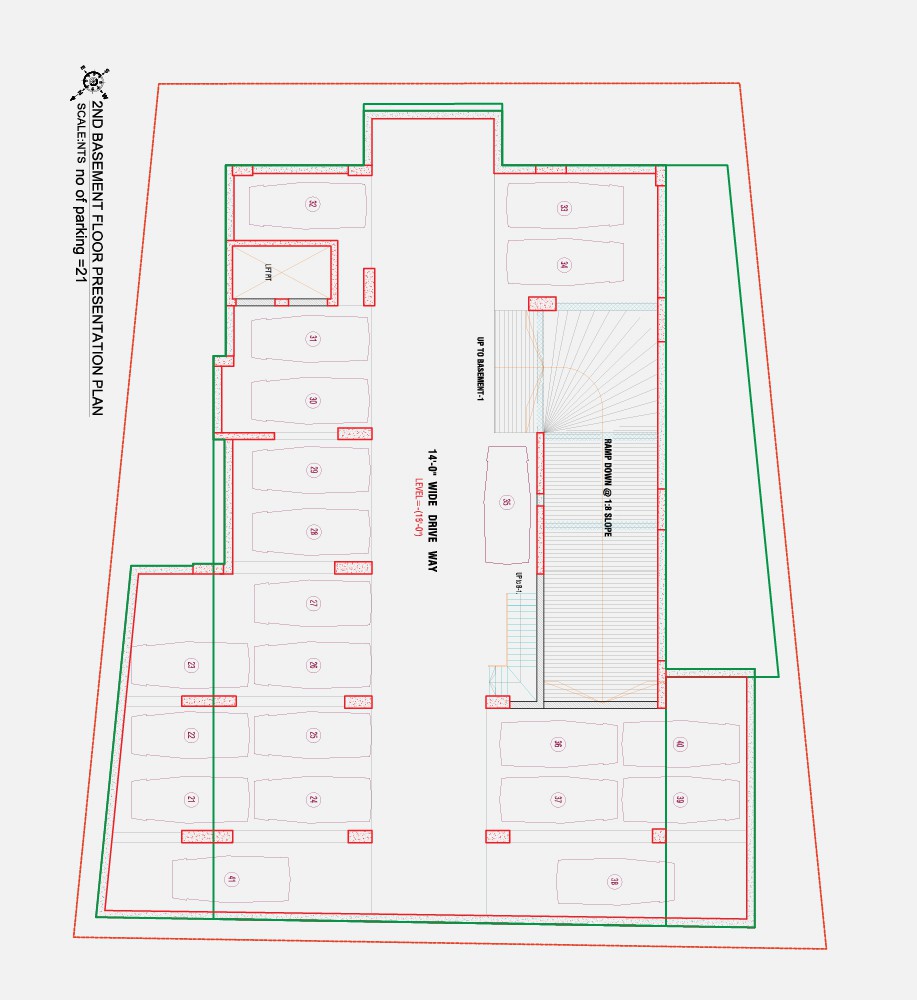 2ND BASEMENT FLOOR PRESENTATION PLAN
SCALE:NTS no of parking =21
33
34
32
LIFT PIT
31
30
29
28
27
26
25
24
23
22
21
41
UP TO BASEMENT-1
14'-0" WIDE DRIVE WAY
LEVEL = -(18'-0")
RAMP DOWN @ 1:8 SLOPE
35
UP to B-1.
36
40
37
39
38